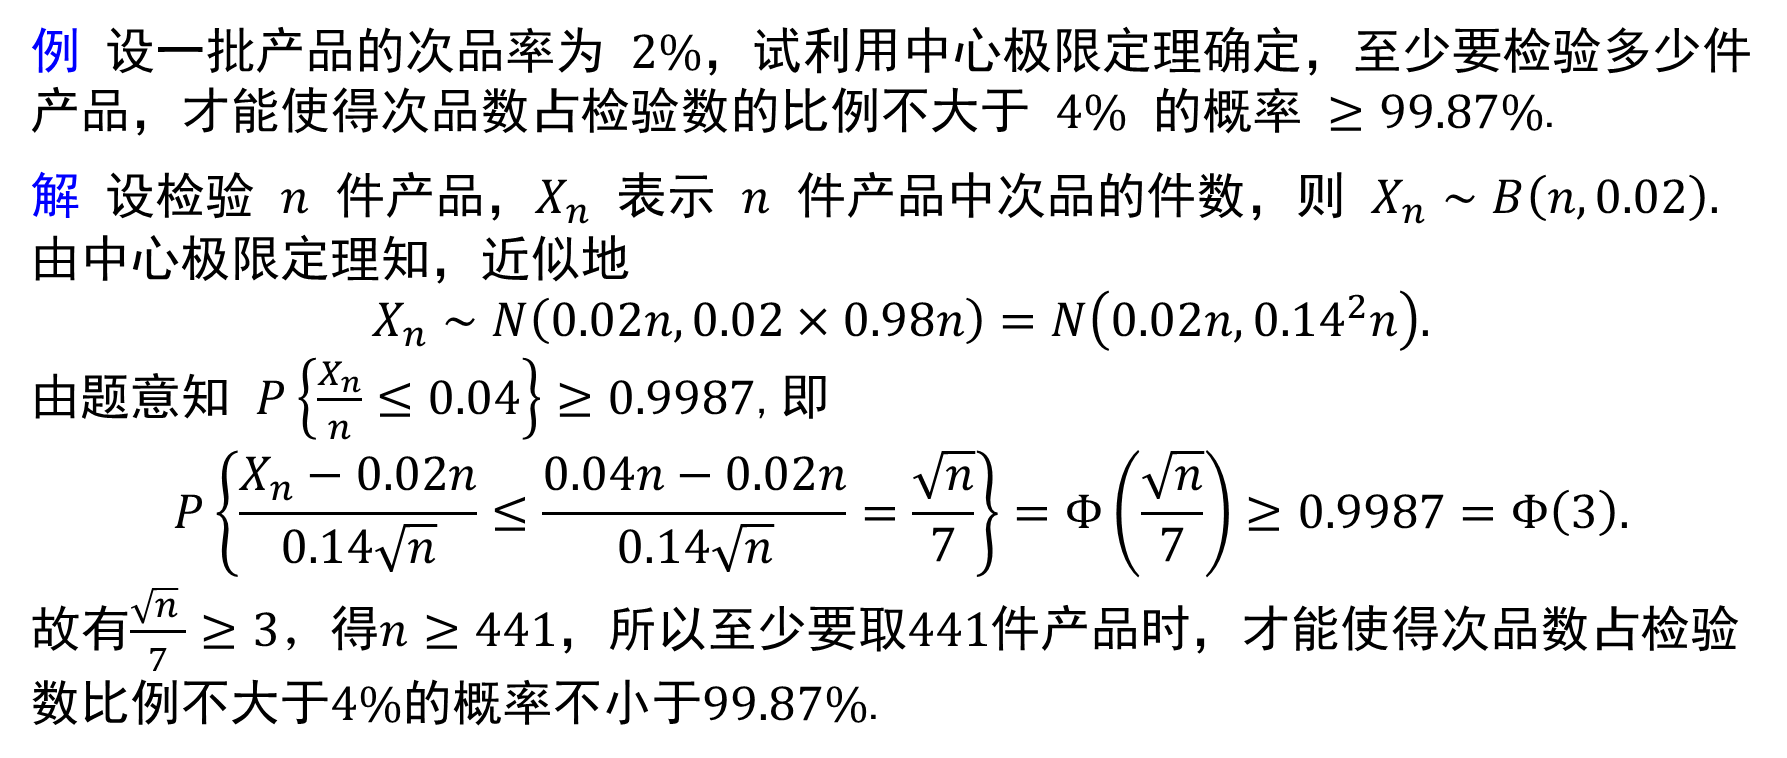 例 设一批产品的次品率为 2%，试利用中心极限定理确定，至少要检验多少件
产品，才能使得次品数占检验数的比例不大于 4% 的概率 ≥ 99.87%.
解 设检验 n 件产品，Xₙ 表示 n 件产品中次品的件数，则 Xₙ ~ B(n, 0.02).
由中心极限定理知，近似地
Xₙ ~ N(0.02n, 0.02 × 0.98n) = N(0.02n, 0.14²n).
由题意知 P{Xₙ/n ≤ 0.04} ≥ 0.9987, 即
P{(Xₙ − 0.02n)/(0.14√n) ≤ (0.04n − 0.02n)/(0.14√n) = √n/7} = Φ(√n/7) ≥ 0.9987 = Φ(3).
故有√n/7 ≥ 3，得n ≥ 441，所以至少要取441件产品时，才能使得次品数占检验
数比例不大于4%的概率不小于99.87%.